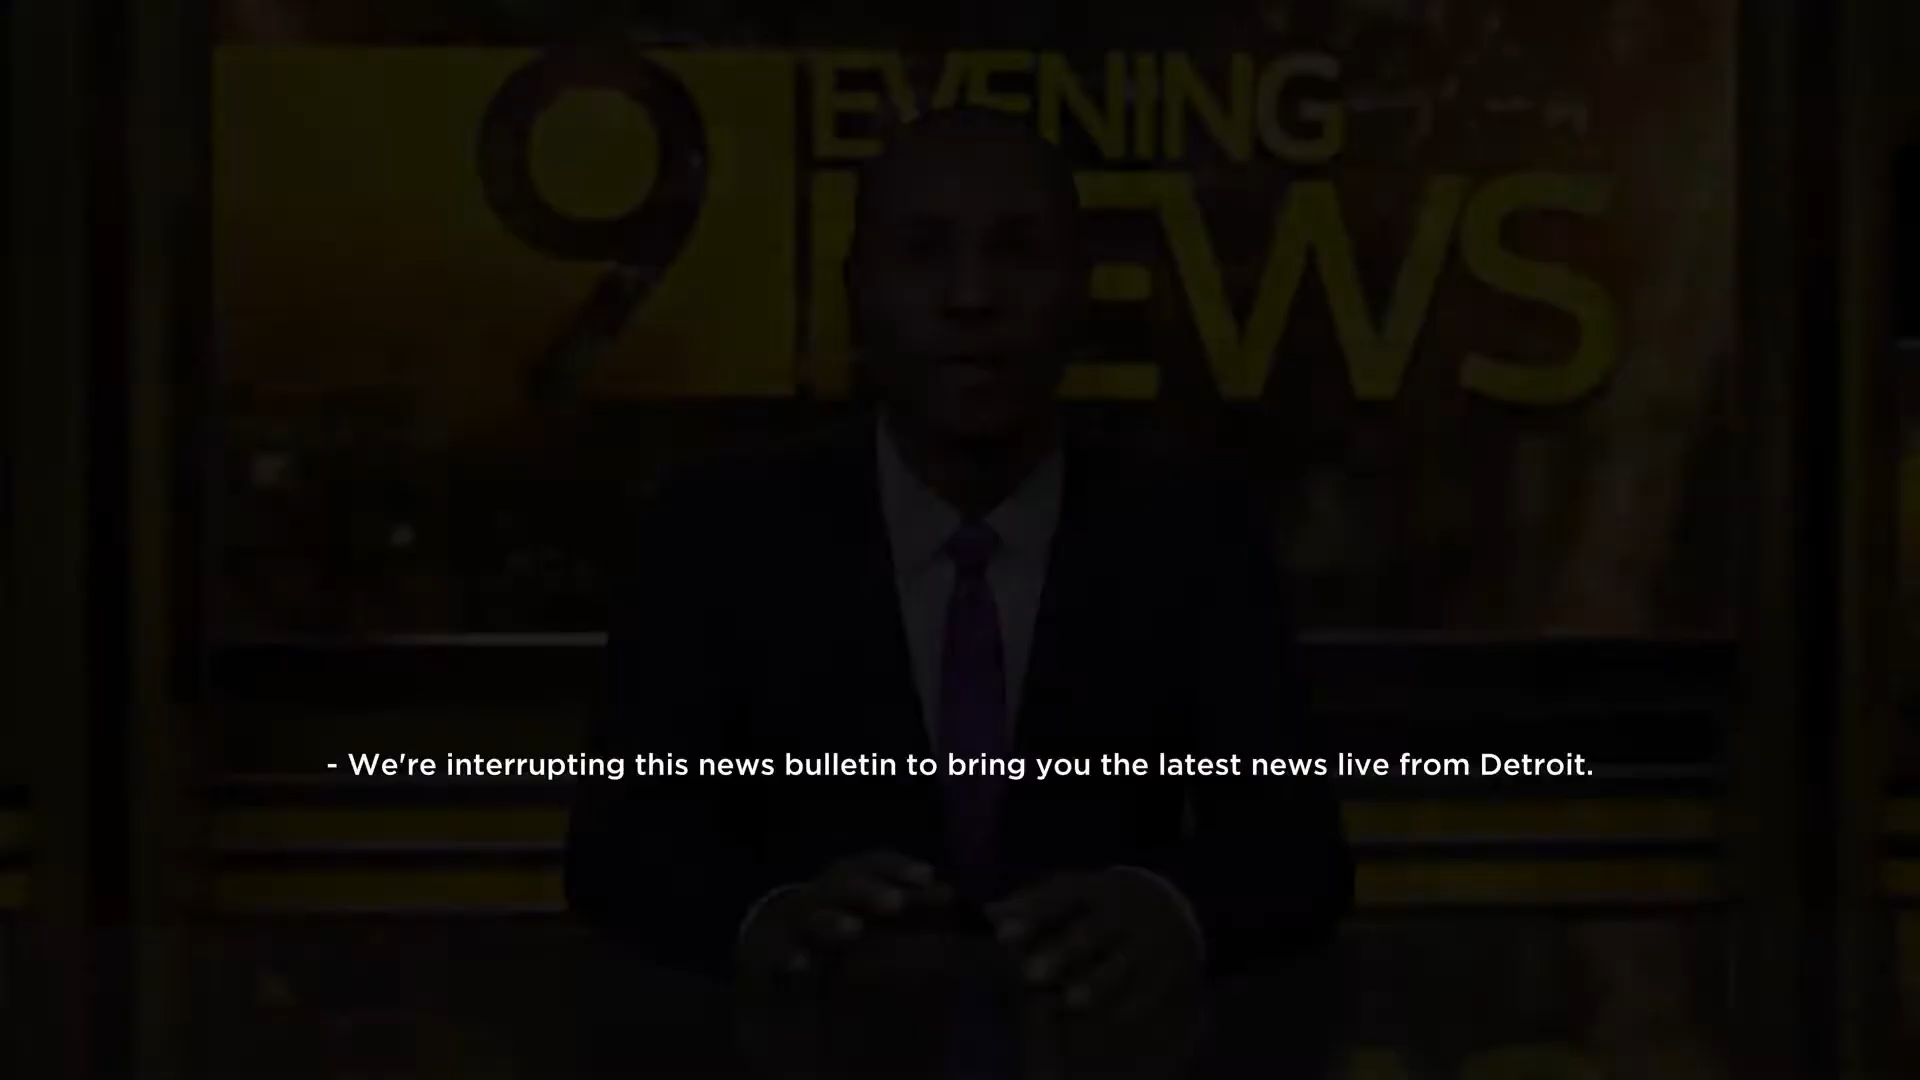 9 EVENING
NEWS
- We're interrupting this news bulletin to bring you the latest news live from Detroit.